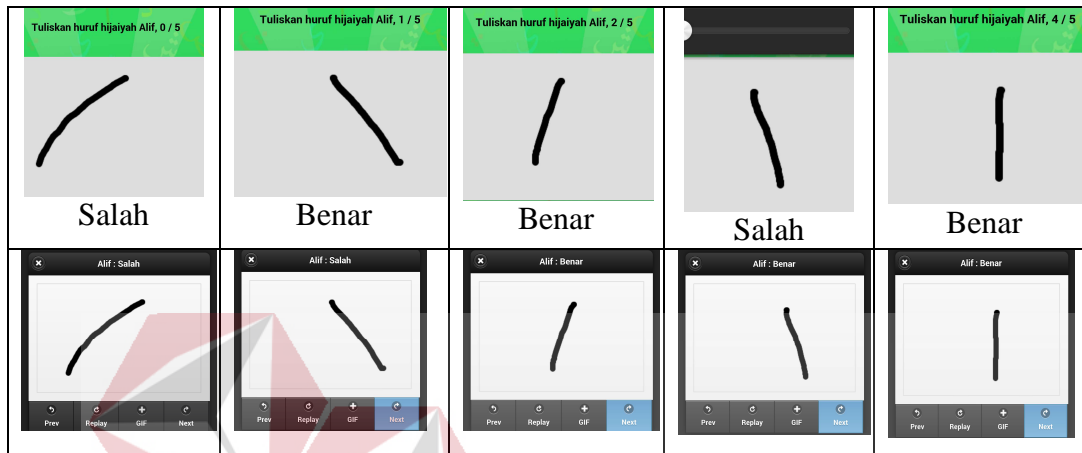 Tuliskan huruf hijaiyah Alif, 0 / 5
Tuliskan huruf hijaiyah Alif, 1 / 5
Tuliskan huruf hijaiyah Alif, 2 / 5
Tuliskan huruf hijaiyah Alif, 4 / 5
Salah
Benar
Benar
Salah
Benar
Alif : Salah
Alif : Salah
Alif : Benar
Alif : Benar
Alif : Benar
Prev Replay GIF Next
Prev Replay GIF Next
Prev Replay GIF Next
Prev Replay GIF Next
Prev Replay GIF Next